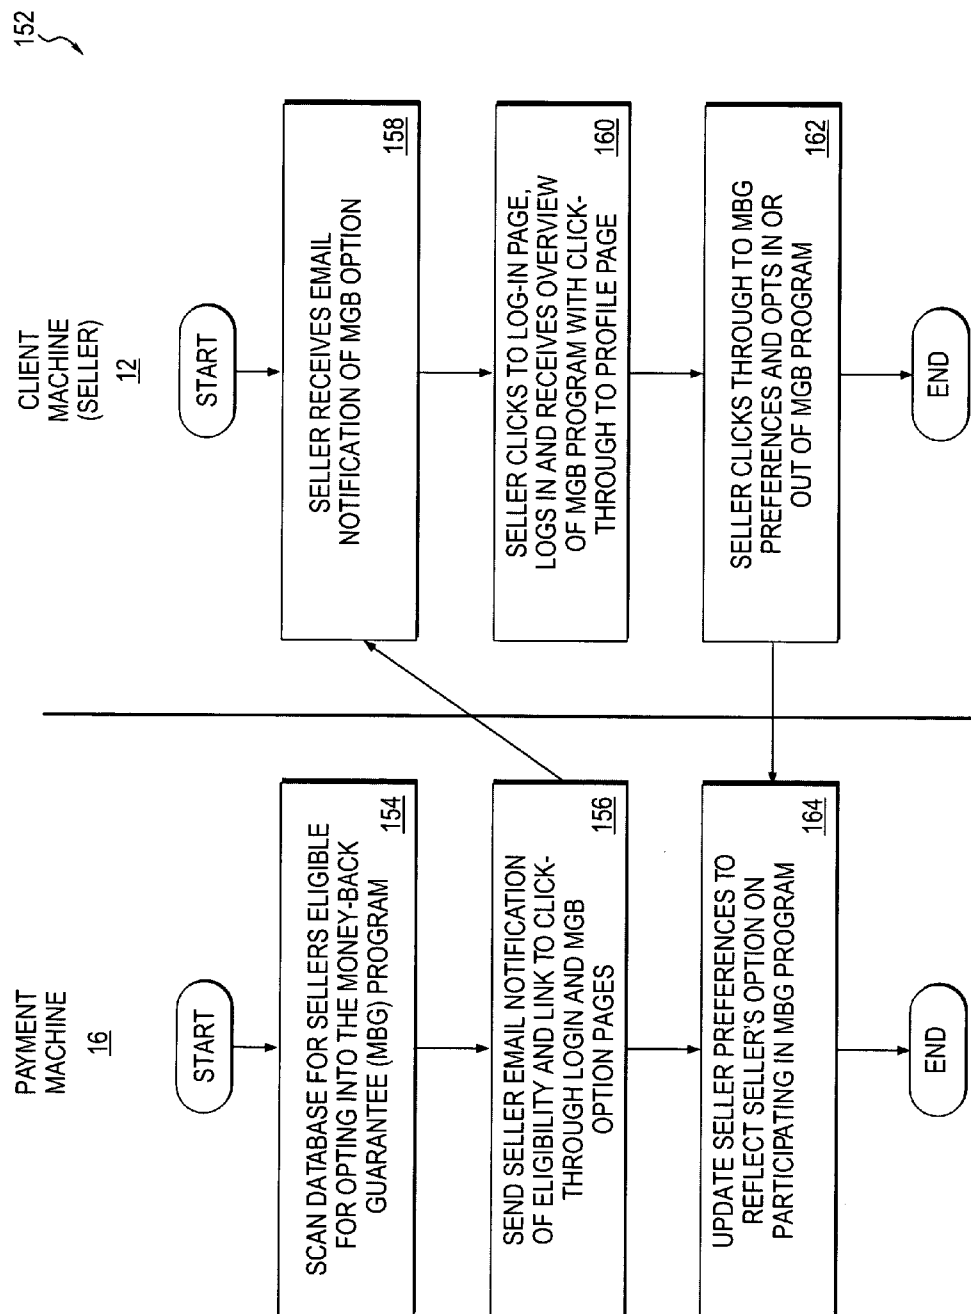 152
PAYMENT
MACHINE
16
START
SCAN DATABASE FOR SELLERS ELIGIBLE
FOR OPTING INTO THE MONEY-BACK
GUARANTEE (MBG) PROGRAM
154
SEND SELLER EMAIL NOTIFICATION
OF ELIGIBILITY AND LINK TO CLICK-
THROUGH LOGIN AND MGB
OPTION PAGES
156
UPDATE SELLER PREFERENCES TO
REFLECT SELLER'S OPTION ON
PARTICIPATING IN MBG PROGRAM
164
END
CLIENT
MACHINE
(SELLER)
12
START
SELLER RECEIVES EMAIL
NOTIFICATION OF MGB OPTION
158
SELLER CLICKS TO LOG-IN PAGE,
LOGS IN AND RECEIVES OVERVIEW
OF MGB PROGRAM WITH CLICK-
THROUGH TO PROFILE PAGE
160
SELLER CLICKS THROUGH TO MBG
PREFERENCES AND OPTS IN OR
OUT OF MGB PROGRAM
162
END